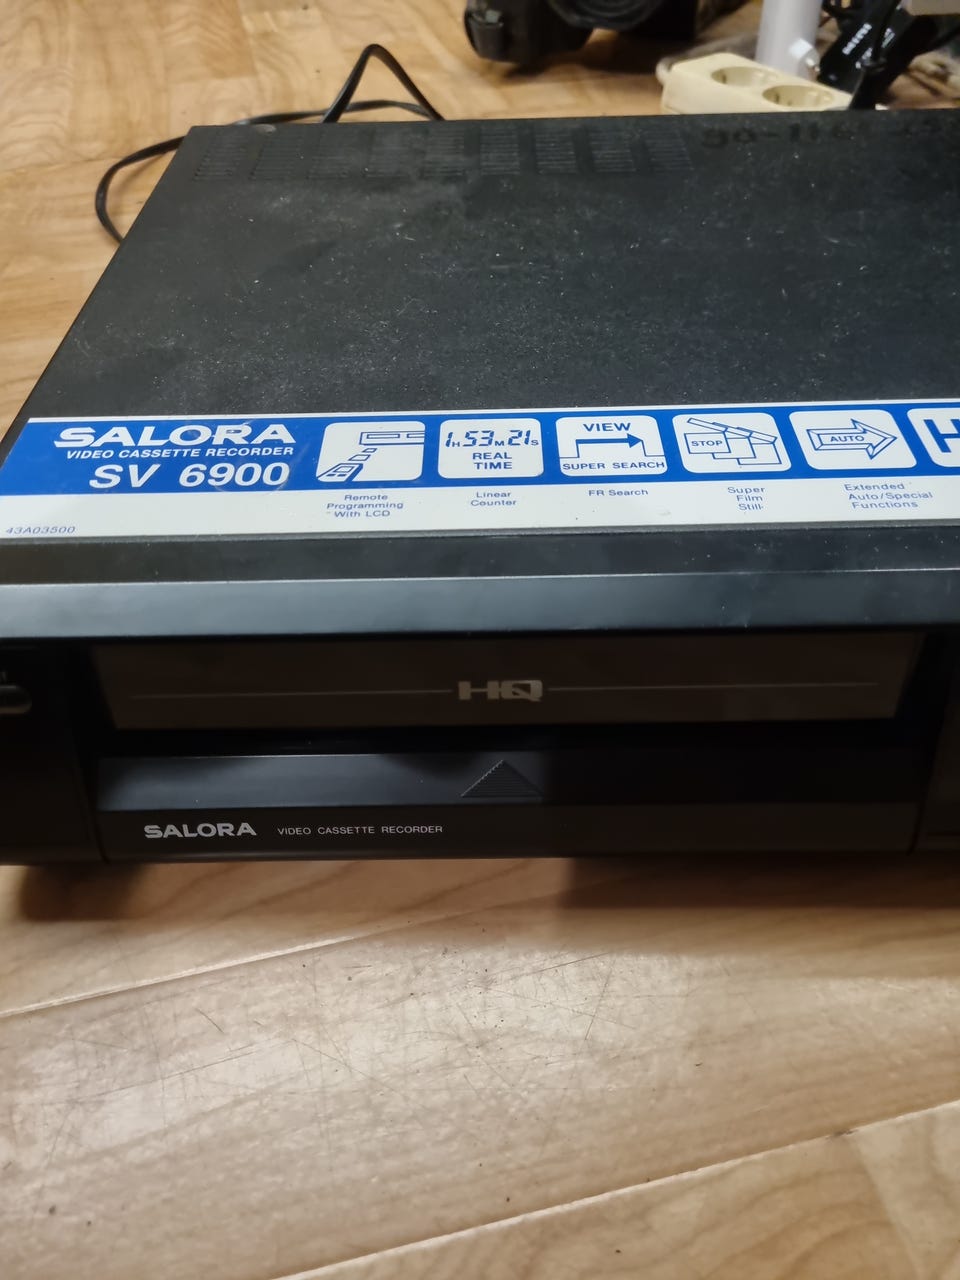 SALORA
VIDEO CASSETTE RECORDER
SV 6900
1H 53M 21S
REAL
TIME
VIEW
SUPER SEARCH
STOP
AUTO
H
Remote
Programming
With LCD
Linear
Counter
FR Search
Super
Film
Still
Extended
Auto/Special
Functions
43A03500
HQ
SALORA VIDEO CASSETTE RECORDER